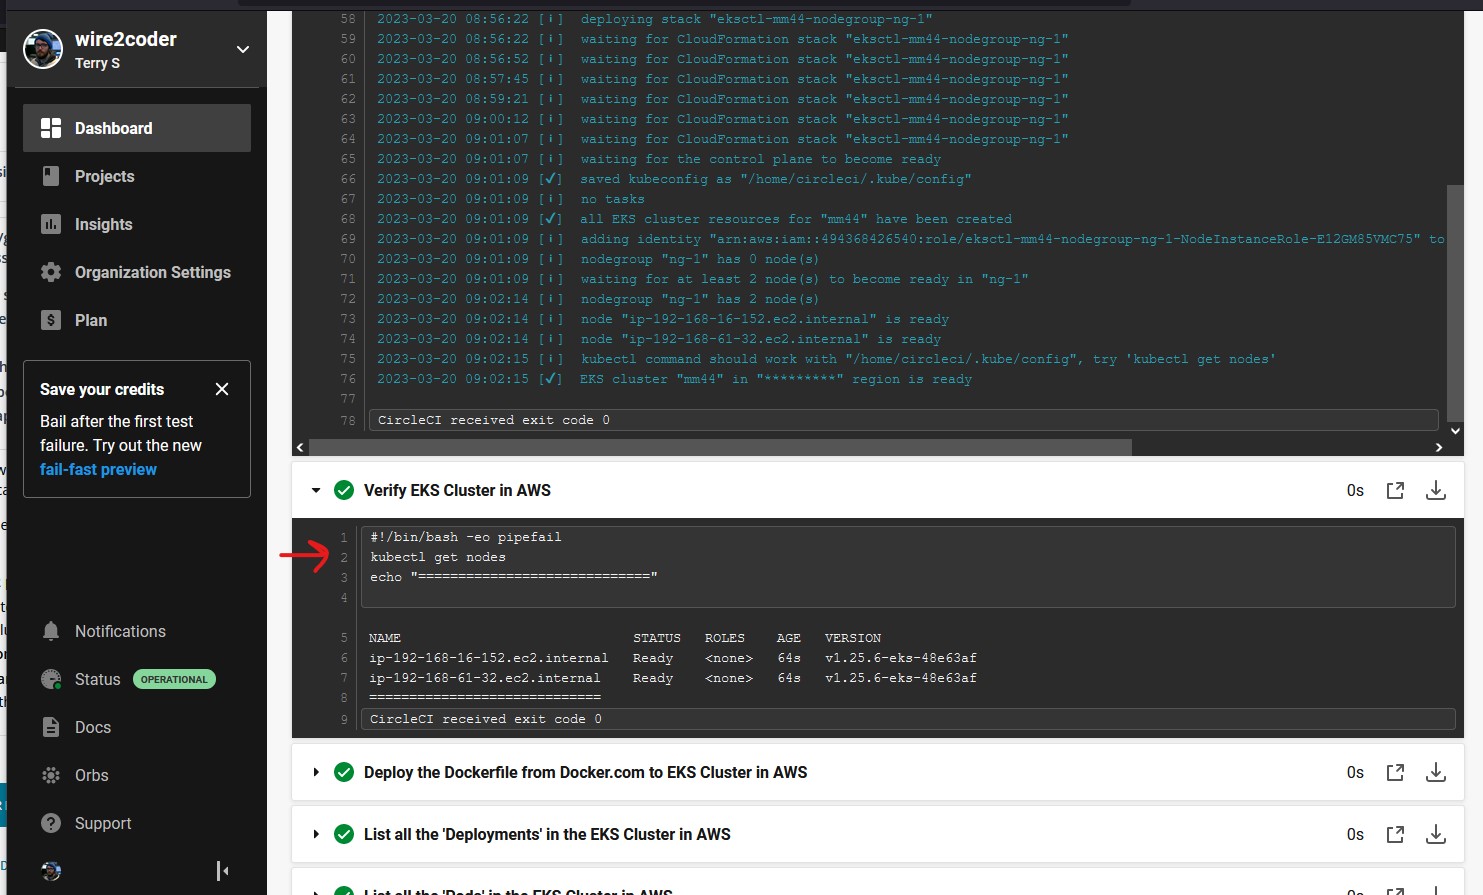 wire2coder
Terry S
Dashboard
Projects
Insights
Organization Settings
Plan
Save your credits
Bail after the first test
failure. Try out the new
fail-fast preview
Notifications
Status OPERATIONAL
Docs
Orbs
Support
58 2023-03-20 08:56:22 [ℹ] deploying stack "eksctl-mm44-nodegroup-ng-1"
59 2023-03-20 08:56:22 [ℹ] waiting for CloudFormation stack "eksctl-mm44-nodegroup-ng-1"
60 2023-03-20 08:56:52 [ℹ] waiting for CloudFormation stack "eksctl-mm44-nodegroup-ng-1"
61 2023-03-20 08:57:45 [ℹ] waiting for CloudFormation stack "eksctl-mm44-nodegroup-ng-1"
62 2023-03-20 08:59:21 [ℹ] waiting for CloudFormation stack "eksctl-mm44-nodegroup-ng-1"
63 2023-03-20 09:00:12 [ℹ] waiting for CloudFormation stack "eksctl-mm44-nodegroup-ng-1"
64 2023-03-20 09:01:07 [ℹ] waiting for CloudFormation stack "eksctl-mm44-nodegroup-ng-1"
65 2023-03-20 09:01:07 [ℹ] waiting for the control plane to become ready
66 2023-03-20 09:01:09 [✔] saved kubeconfig as "/home/circleci/.kube/config"
67 2023-03-20 09:01:09 [ℹ] no tasks
68 2023-03-20 09:01:09 [✔] all EKS cluster resources for "mm44" have been created
69 2023-03-20 09:01:09 [ℹ] adding identity "arn:aws:iam::494368426540:role/eksctl-mm44-nodegroup-ng-1-NodeInstanceRole-E12GM85VMC75" to
70 2023-03-20 09:01:09 [ℹ] nodegroup "ng-1" has 0 node(s)
71 2023-03-20 09:01:09 [ℹ] waiting for at least 2 node(s) to become ready in "ng-1"
72 2023-03-20 09:02:14 [ℹ] nodegroup "ng-1" has 2 node(s)
73 2023-03-20 09:02:14 [ℹ] node "ip-192-168-16-152.ec2.internal" is ready
74 2023-03-20 09:02:14 [ℹ] node "ip-192-168-61-32.ec2.internal" is ready
75 2023-03-20 09:02:15 [ℹ] kubectl command should work with "/home/circleci/.kube/config", try 'kubectl get nodes'
76 2023-03-20 09:02:15 [✔] EKS cluster "mm44" in "*********" region is ready
77
78 CircleCI received exit code 0
Verify EKS Cluster in AWS 0s
1 #!/bin/bash -eo pipefail
2 kubectl get nodes
3 echo "============================="
4
5 NAME STATUS ROLES AGE VERSION
6 ip-192-168-16-152.ec2.internal Ready <none> 64s v1.25.6-eks-48e63af
7 ip-192-168-61-32.ec2.internal Ready <none> 64s v1.25.6-eks-48e63af
8 =============================
9 CircleCI received exit code 0
Deploy the Dockerfile from Docker.com to EKS Cluster in AWS 0s
List all the 'Deployments' in the EKS Cluster in AWS 0s
List all the 'Pods' in the EKS Cluster in AWS 0s